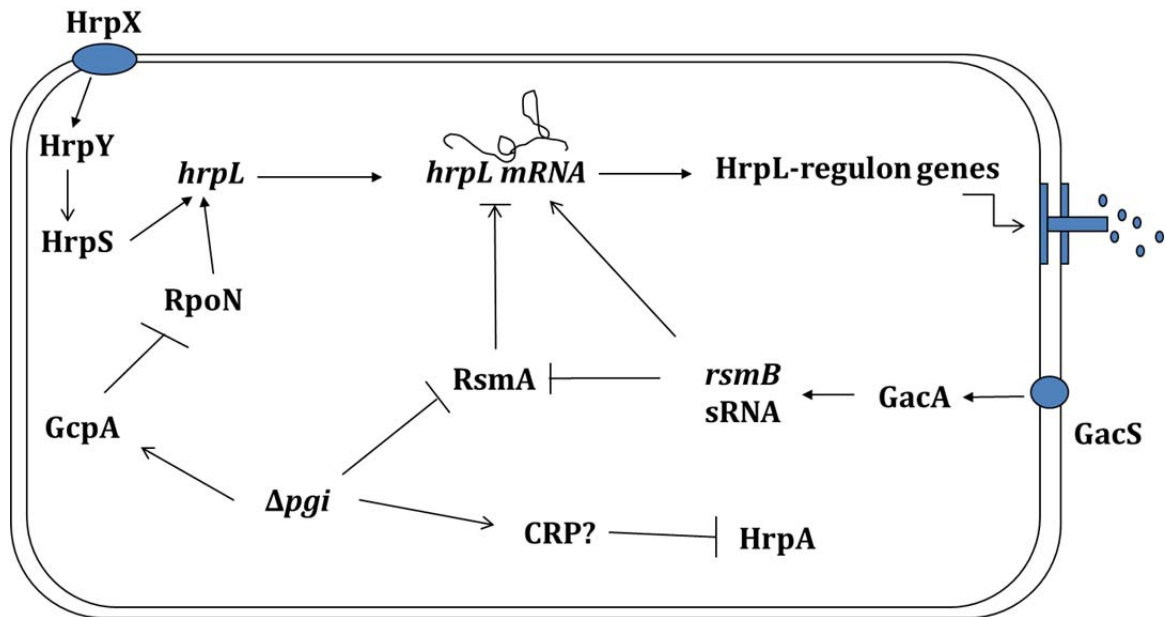 HrpX
HrpY
hrpL
hrpL mRNA
HrpL-regulon genes
HrpS
RpoN
RsmA
rsmB
sRNA
GacA
GacS
GcpA
Δpgi
CRP?
HrpA